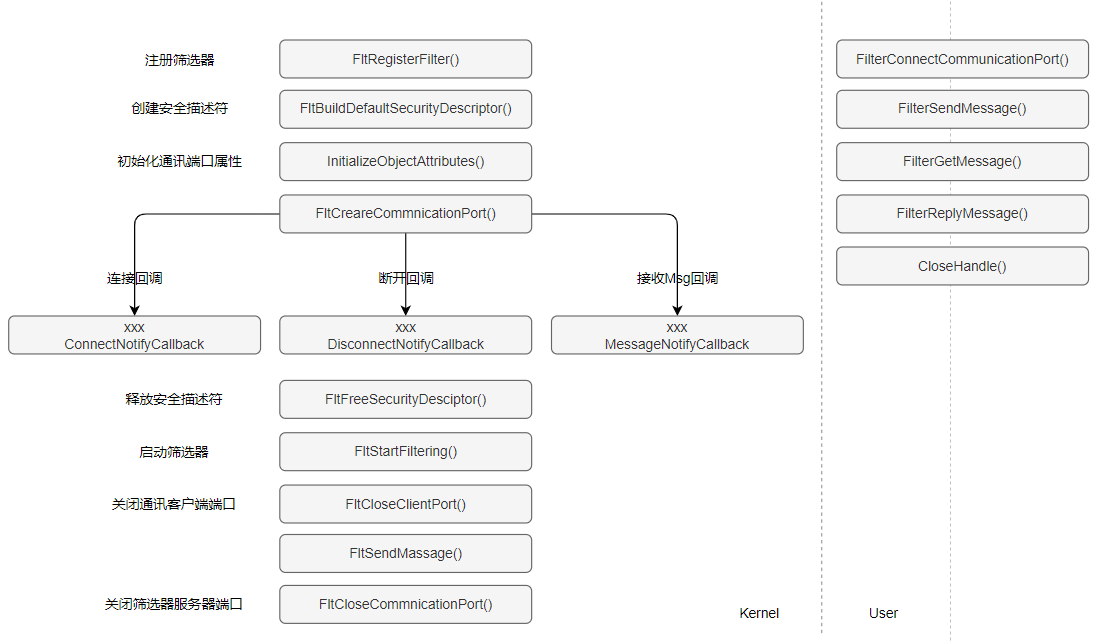 注册筛选器
FltRegisterFilter()
创建安全描述符
FltBuildDefaultSecurityDescriptor()
初始化通讯端口属性
InitializeObjectAttributes()
FltCreareCommnicationPort()
连接回调
断开回调
接收Msg回调
xxx
ConnectNotifyCallback
xxx
DisconnectNotifyCallback
xxx
MessageNotifyCallback
释放安全描述符
FltFreeSecurityDesciptor()
启动筛选器
FltStartFiltering()
关闭通讯客户端端口
FltCloseClientPort()
FltSendMassage()
关闭筛选器服务器端口
FltCloseCommnicationPort()
Kernel
FilterConnectCommunicationPort()
FilterSendMessage()
FilterGetMessage()
FilterReplyMessage()
CloseHandle()
User